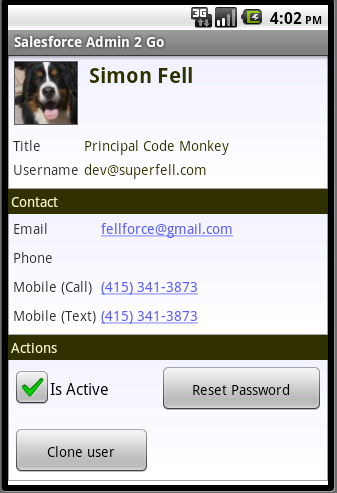 3G 4:02 PM
Salesforce Admin 2 Go
Simon Fell
Title Principal Code Monkey
Username dev@superfell.com
Contact
Email fellforce@gmail.com
Phone
Mobile (Call) (415) 341-3873
Mobile (Text) (415) 341-3873
Actions
Is Active Reset Password
Clone user